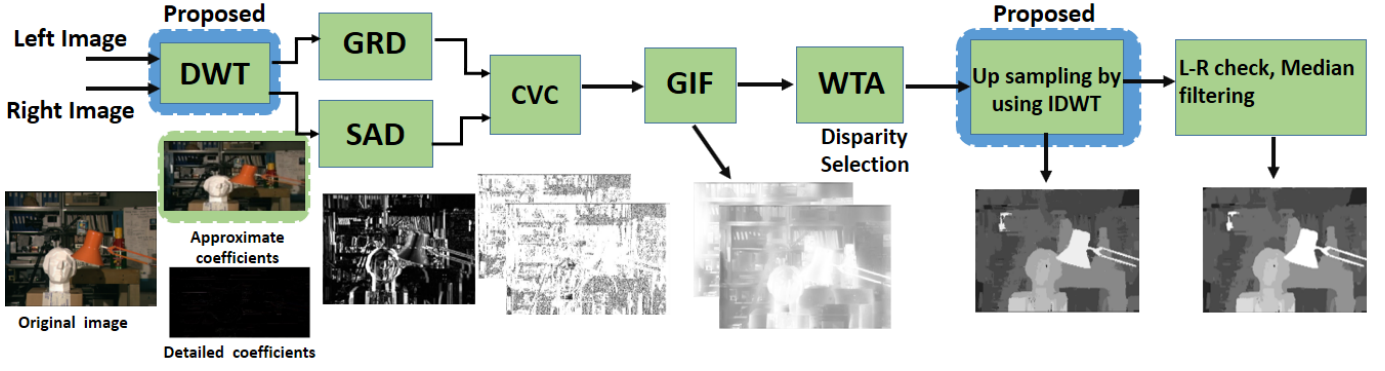 Proposed
Proposed
Left Image
Right Image
DWT
GRD
SAD
CVC
GIF
WTA
Disparity
Selection
Up sampling by
using IDWT
L-R check, Median
filtering
Approximate
coefficients
Original image
Detailed coefficients